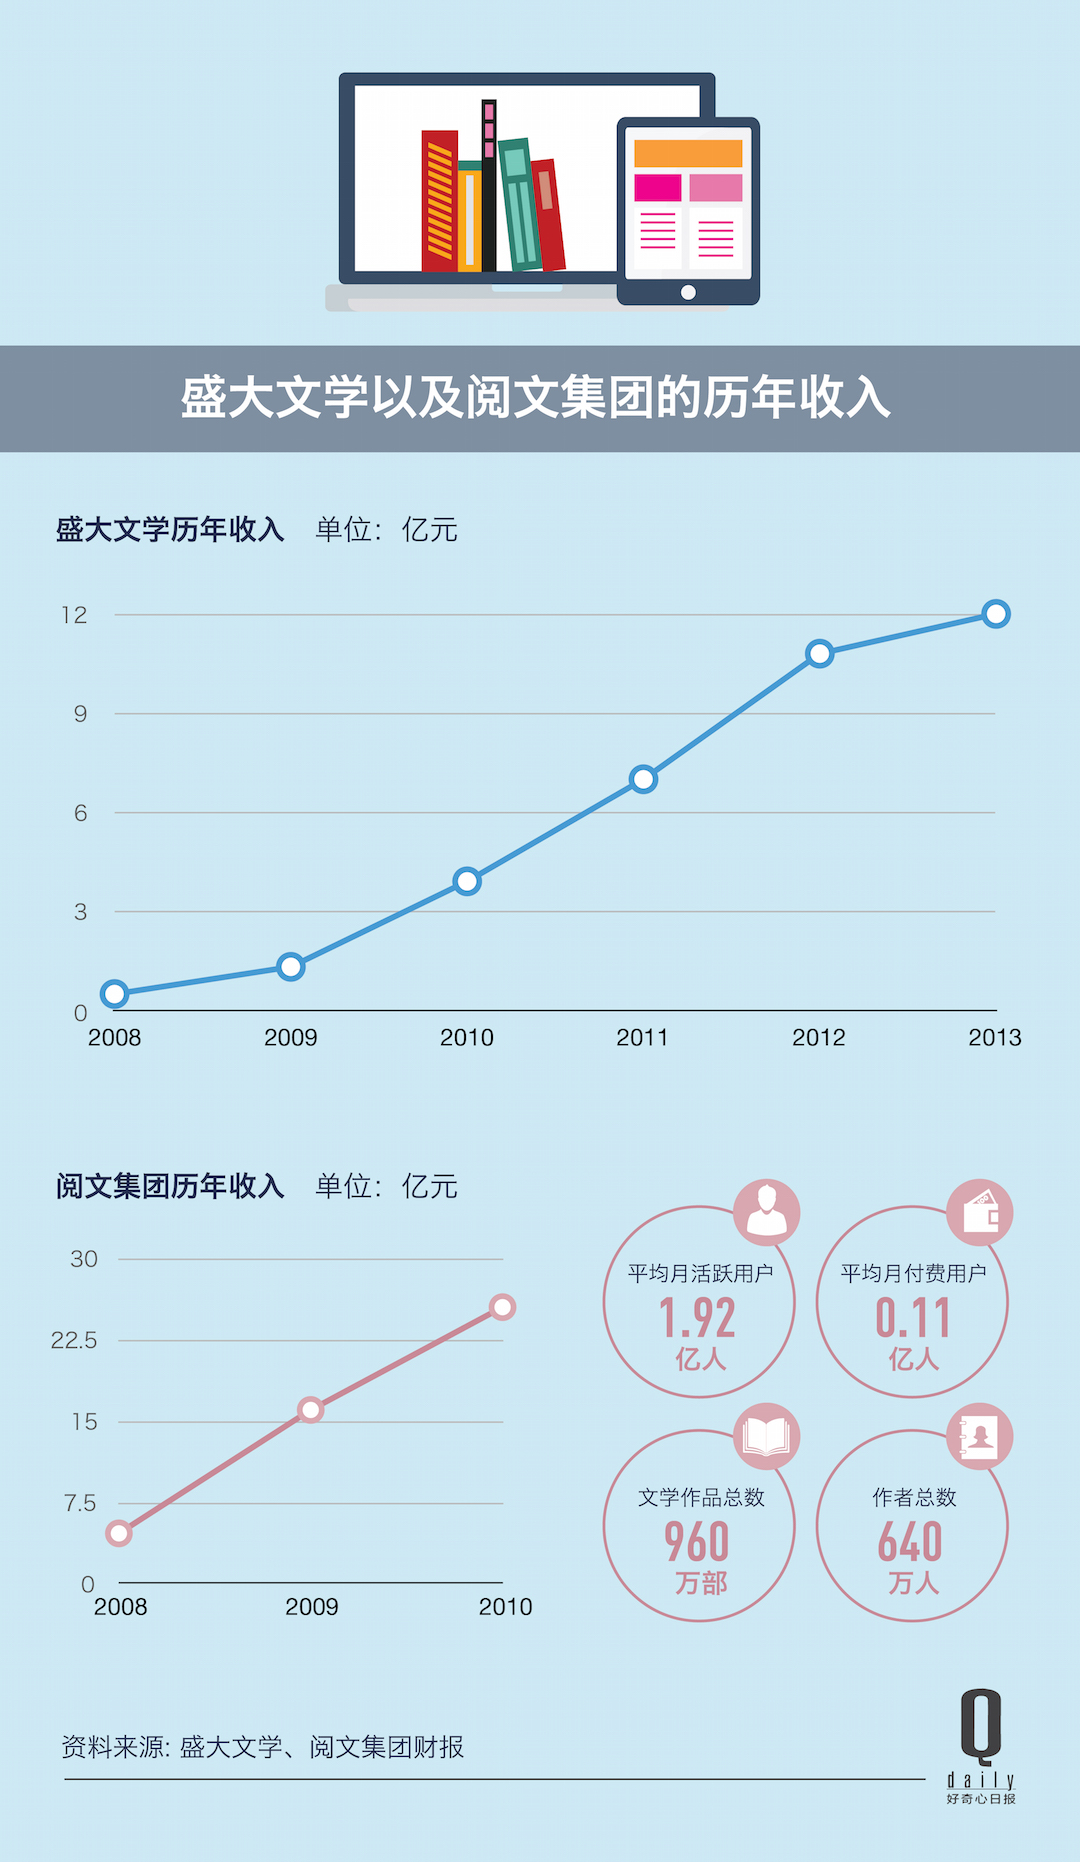 盛大文学以及阅文集团的历年收入
盛大文学历年收入 单位：亿元
12
9
6
3
0
2008 2009 2010 2011 2012 2013
阅文集团历年收入 单位：亿元
30
22.5
15
7.5
0
2008 2009 2010
平均月活跃用户
1.92
亿人
平均月付费用户
0.11
亿人
文学作品总数
960
万部
作者总数
640
万人
资料来源: 盛大文学、阅文集团财报
Q
daily
好奇心日报